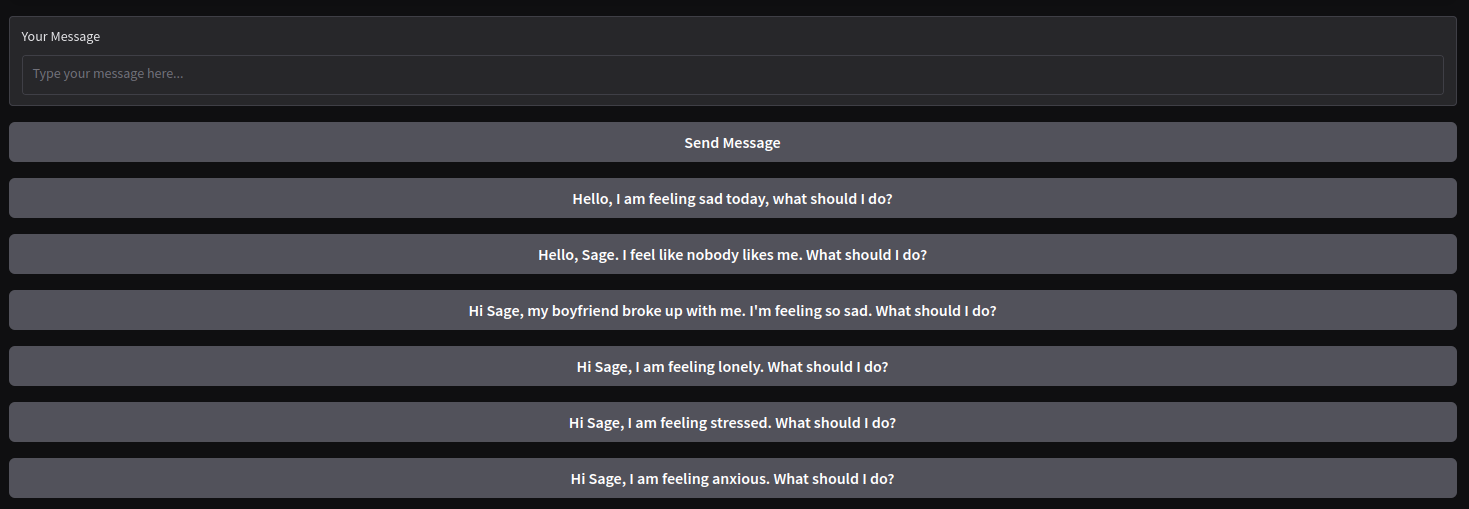 Your Message
Type your message here...
Send Message
Hello, I am feeling sad today, what should I do?
Hello, Sage. I feel like nobody likes me. What should I do?
Hi Sage, my boyfriend broke up with me. I'm feeling so sad. What should I do?
Hi Sage, I am feeling lonely. What should I do?
Hi Sage, I am feeling stressed. What should I do?
Hi Sage, I am feeling anxious. What should I do?